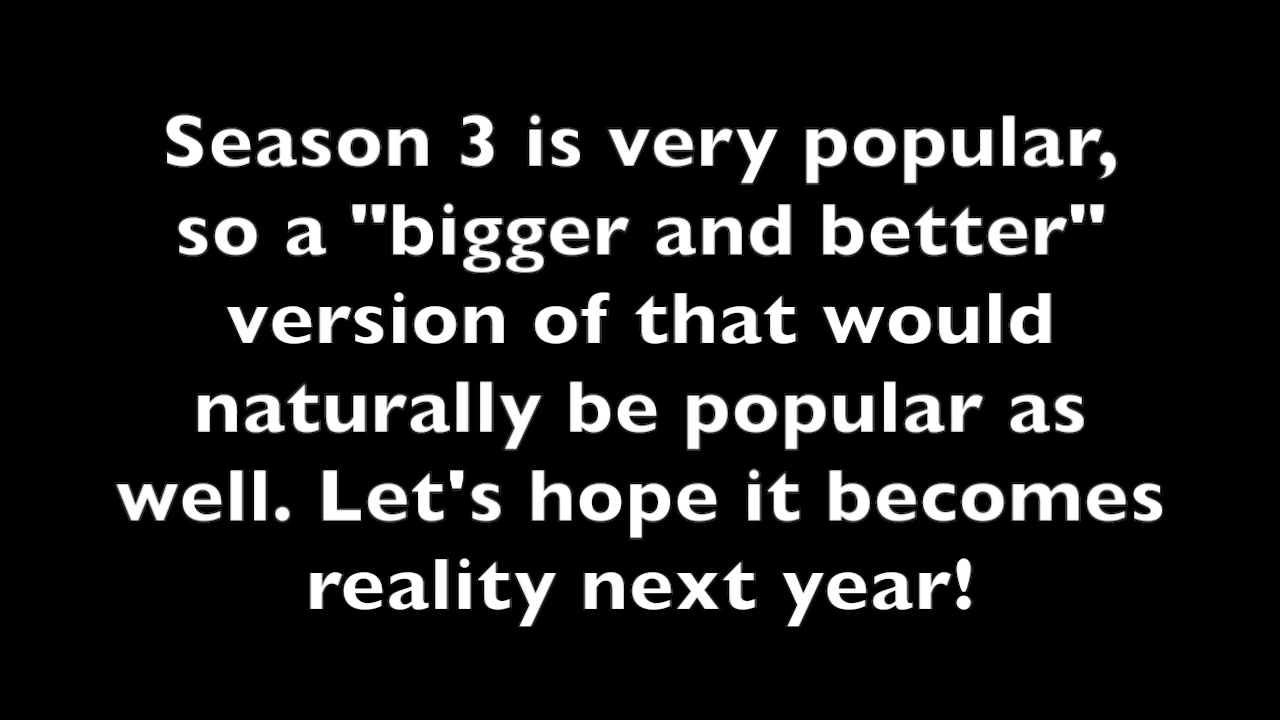 Season 3 is very popular,
so a "bigger and better"
version of that would
naturally be popular as
well. Let's hope it becomes
reality next year!